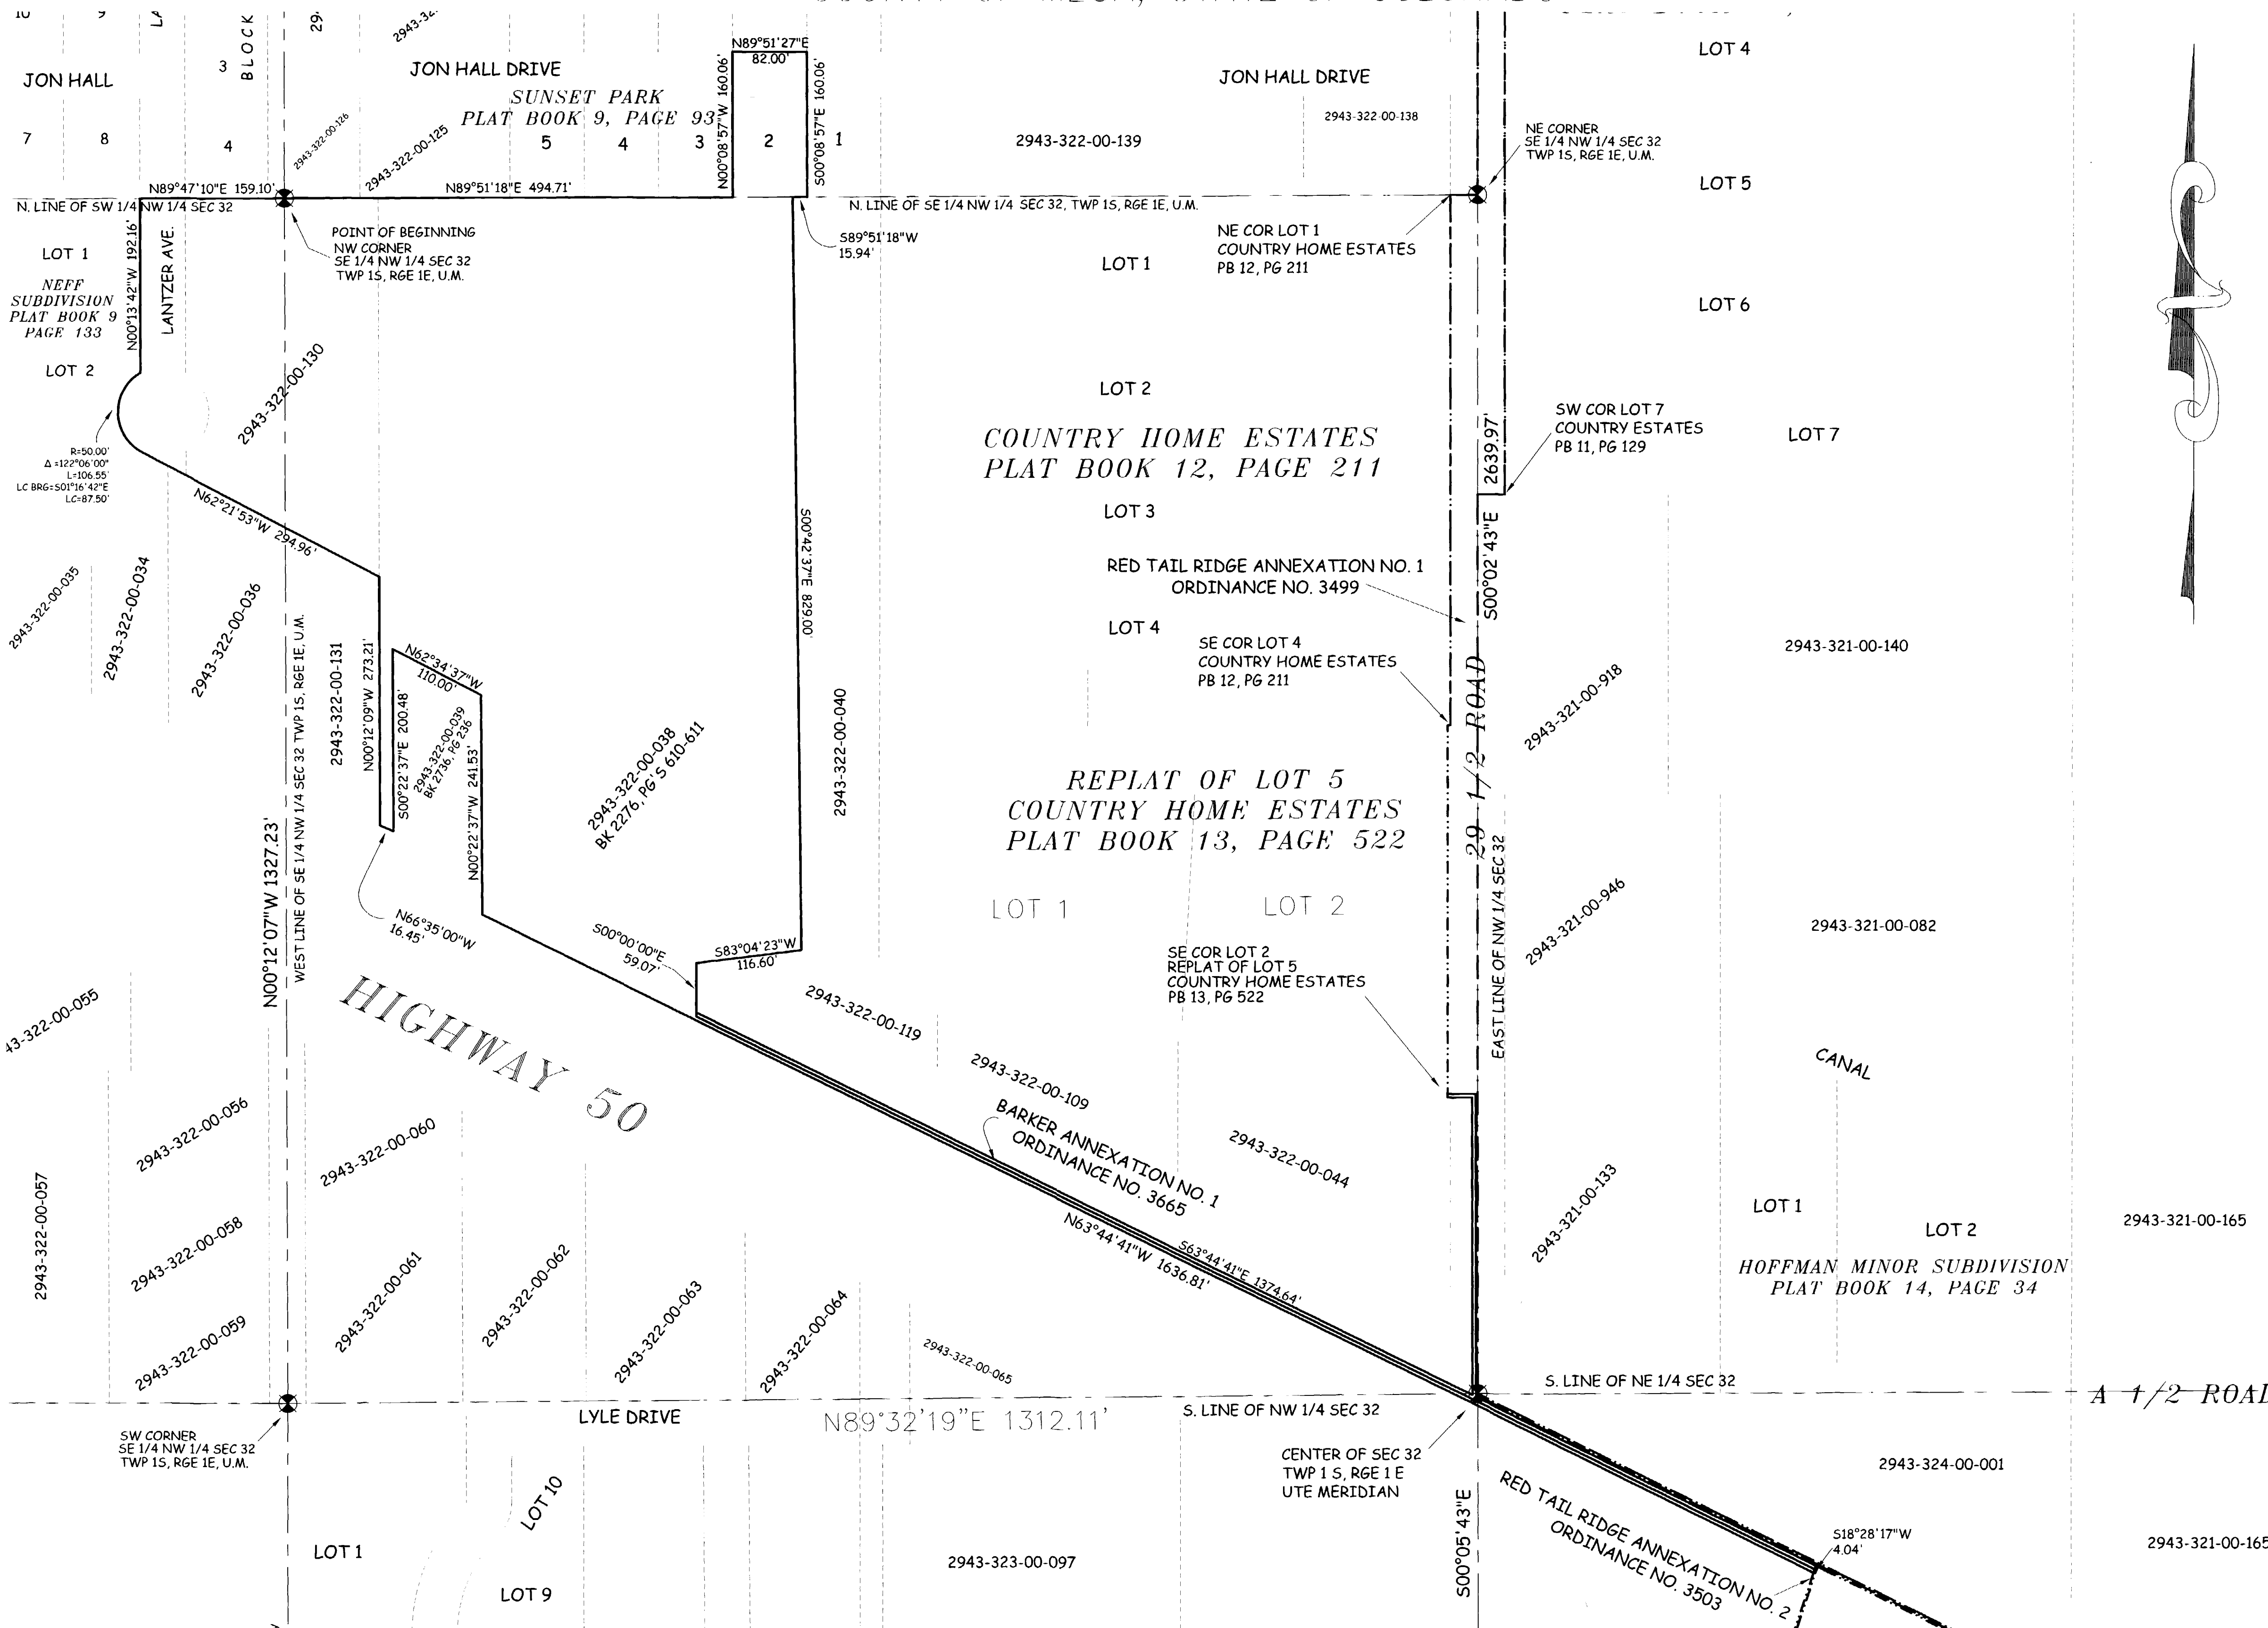 10
9
3
BLOCK
JON HALL
JON HALL DRIVE
SUNSET PARK
PLAT BOOK 9, PAGE 93
N89°51'27"E
82.00'
N00°08'57"W 160.06'
S00°08'57"E 160.06'
JON HALL DRIVE
LOT 4
7
8
4
2943-322-00-126
2943-322-00-125
5
4
3
2
1
2943-322-00-139
2943-322-00-138
NE CORNER
SE 1/4 NW 1/4 SEC 32
TWP 1S, RGE 1E, U.M.
LOT 5
N89°47'10"E 159.10'
N89°51'18"E 494.71'
N. LINE OF SW 1/4 NW 1/4 SEC 32
N. LINE OF SE 1/4 NW 1/4 SEC 32, TWP 1S, RGE 1E, U.M.
POINT OF BEGINNING
NW CORNER
SE 1/4 NW 1/4 SEC 32
TWP 1S, RGE 1E, U.M.
S89°51'18"W
15.94'
NE COR LOT 1
COUNTRY HOME ESTATES
PB 12, PG 211
LOT 1
NEFF
SUBDIVISION
PLAT BOOK 9
PAGE 133
LOT 2
N00°13'42"W 192.16'
LANTZER AVE.
LOT 1
LOT 6
2943-322-00-130
LOT 2
COUNTRY HOME ESTATES
PLAT BOOK 12, PAGE 211
2639.97'
S00°02'43"E
SW COR LOT 7
COUNTRY ESTATES
PB 11, PG 129
LOT 7
R=50.00'
Δ=122°06'00"
L=106.55'
LC BRG=S01°16'42"E
LC=87.50'
N62°21'53"W 294.96'
LOT 3
S00°42'37"E 829.00'
RED TAIL RIDGE ANNEXATION NO. 1
ORDINANCE NO. 3499
2943-322-00-035
2943-322-00-034
2943-322-00-036
LOT 4
SE COR LOT 4
COUNTRY HOME ESTATES
PB 12, PG 211
2943-321-00-140
WEST LINE OF SE 1/4 NW 1/4 SEC 32 TWP 1S, RGE 1E, U.M.
N00°12'07"W 1327.23'
2943-322-00-131
N00°12'09"W 273.21'
S00°22'37"E 200.48'
N62°34'37"W
110.00'
2943-322-00-039
BK 2736, PG 236
N00°22'37"W 241.53'
2943-322-00-038
BK 2276, PG'S 610-611
2943-322-00-040
29 1/2 ROAD
2943-321-00-918
REPLAT OF LOT 5
COUNTRY HOME ESTATES
PLAT BOOK 13, PAGE 522
EAST LINE OF NW 1/4 SEC 32
LOT 1
LOT 2
2943-321-00-946
2943-321-00-082
N66°35'00"W
16.45'
S00°00'00"E
59.07'
S83°04'23"W
116.60'
SE COR LOT 2
REPLAT OF LOT 5
COUNTRY HOME ESTATES
PB 13, PG 522
HIGHWAY 50
43-322-00-055
2943-322-00-119
2943-322-00-109
CANAL
BARKER ANNEXATION NO. 1
ORDINANCE NO. 3665
2943-322-00-044
2943-322-00-056
2943-322-00-060
2943-322-00-057
2943-322-00-058
2943-322-00-061
2943-322-00-062
2943-322-00-063
2943-322-00-064
2943-322-00-059
2943-322-00-065
N63°44'41"W 1636.81'
S63°44'41"E 1374.64'
2943-321-00-133
LOT 1
LOT 2
2943-321-00-165
HOFFMAN MINOR SUBDIVISION
PLAT BOOK 14, PAGE 34
S. LINE OF NE 1/4 SEC 32
A 1/2 ROAD
LYLE DRIVE
N89°32'19"E 1312.11'
S. LINE OF NW 1/4 SEC 32
SW CORNER
SE 1/4 NW 1/4 SEC 32
TWP 1S, RGE 1E, U.M.
CENTER OF SEC 32
TWP 1 S, RGE 1 E
UTE MERIDIAN
2943-324-00-001
LOT 10
S00°05'43"E
RED TAIL RIDGE ANNEXATION NO. 2
ORDINANCE NO. 3503
S18°28'17"W
4.04'
2943-321-00-165
LOT 1
2943-323-00-097
LOT 9